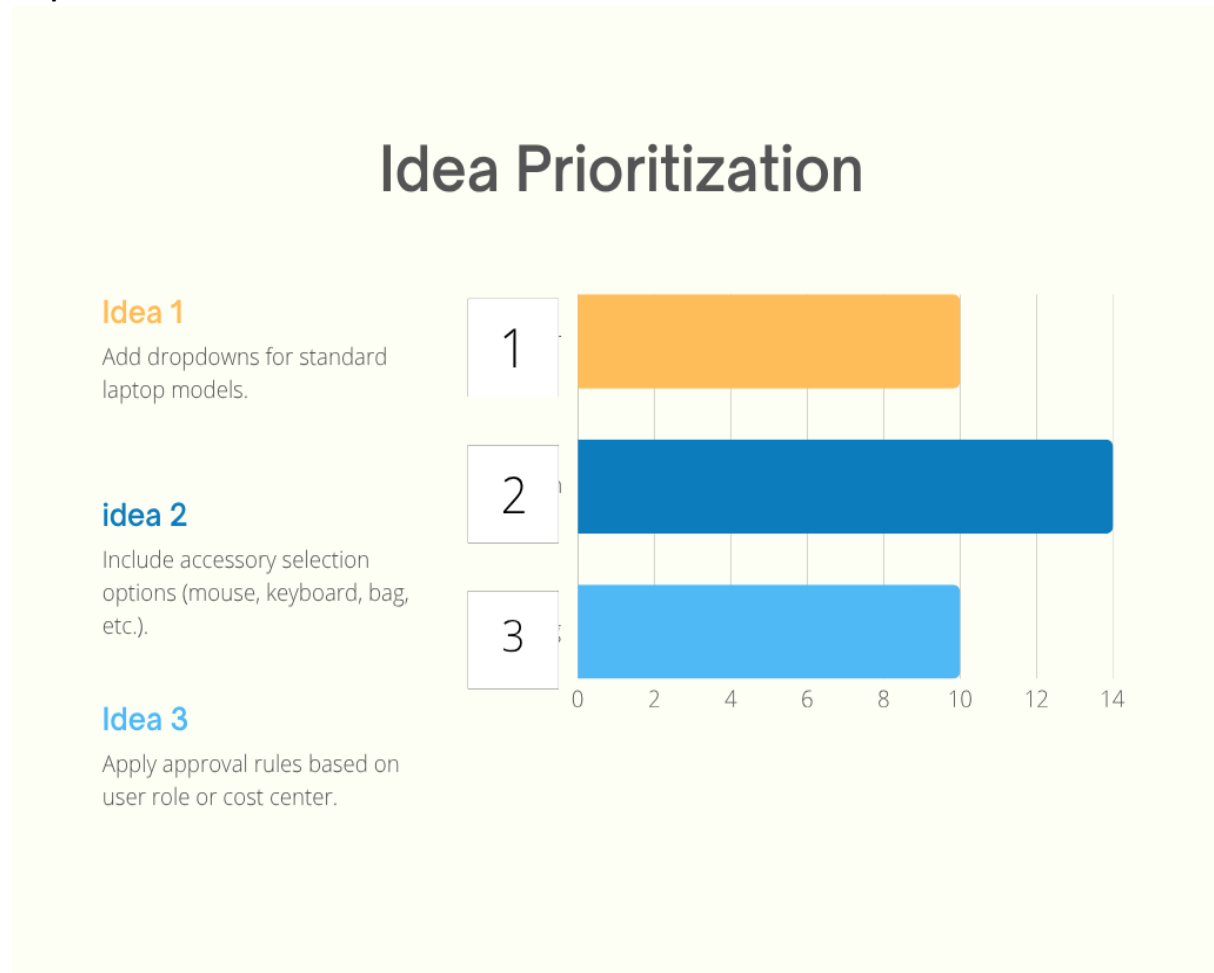 Idea Prioritization
Idea 1
Add dropdowns for standard
laptop models.
idea 2
Include accessory selection
options (mouse, keyboard, bag,
etc.).
Idea 3
Apply approval rules based on
user role or cost center.
1
2
3
0 2 4 6 8 10 12 14